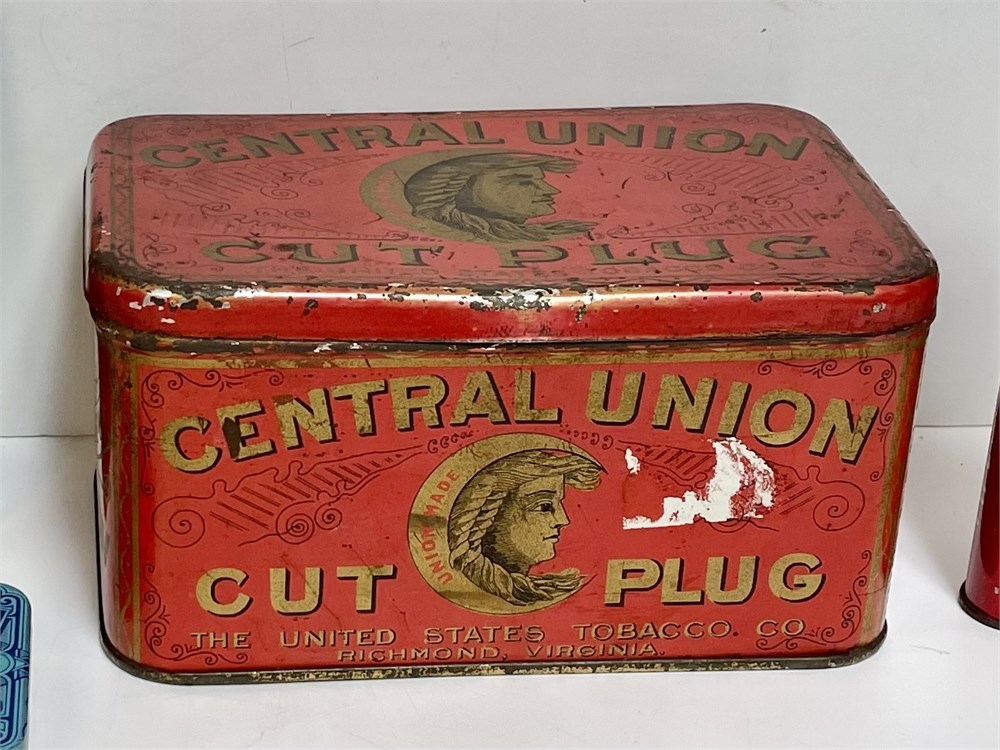 CENTRAL UNION
CUT PLUG
CENTRAL UNION
UNION MADE
CUT PLUG
THE UNITED STATES TOBACCO. CO.
RICHMOND, VIRGINIA.